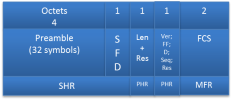 Octets 1 1 1 2
4
Preamble
(32 symbols)
S
F
D
Len
+
Res
Ver;
FF;
D;
Seq;
Res
FCS
SHR PHR PHR MFR